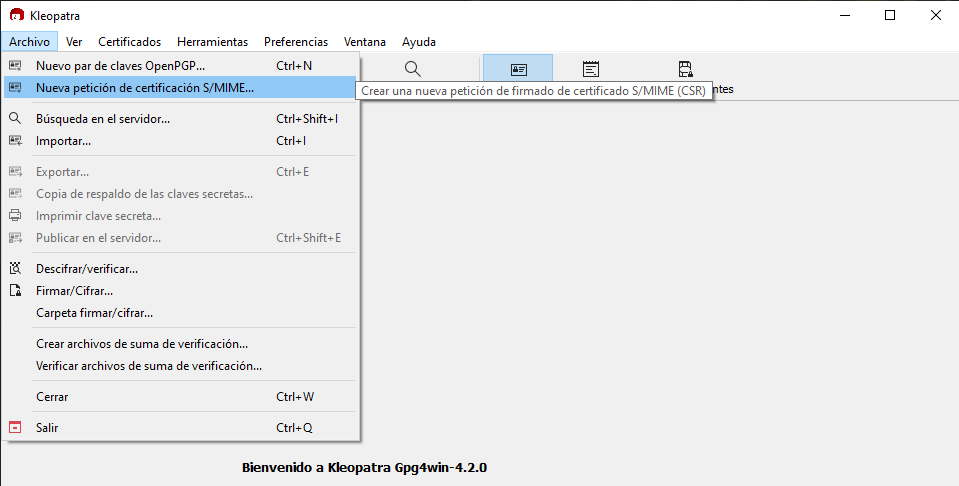 Kleopatra
Archivo Ver Certificados Herramientas Preferencias Ventana Ayuda
Nuevo par de claves OpenPGP... Ctrl+N
Nueva petición de certificación S/MIME...
Crear una nueva petición de firmado de certificado S/MIME (CSR)
Búsqueda en el servidor... Ctrl+Shift+I
Importar... Ctrl+I
Exportar... Ctrl+E
Copia de respaldo de las claves secretas...
Imprimir clave secreta...
Publicar en el servidor... Ctrl+Shift+E
Descifrar/verificar...
Firmar/Cifrar...
Carpeta firmar/cifrar...
Crear archivos de suma de verificación...
Verificar archivos de suma de verificación...
Cerrar Ctrl+W
Salir Ctrl+Q
Bienvenido a Kleopatra Gpg4win-4.2.0